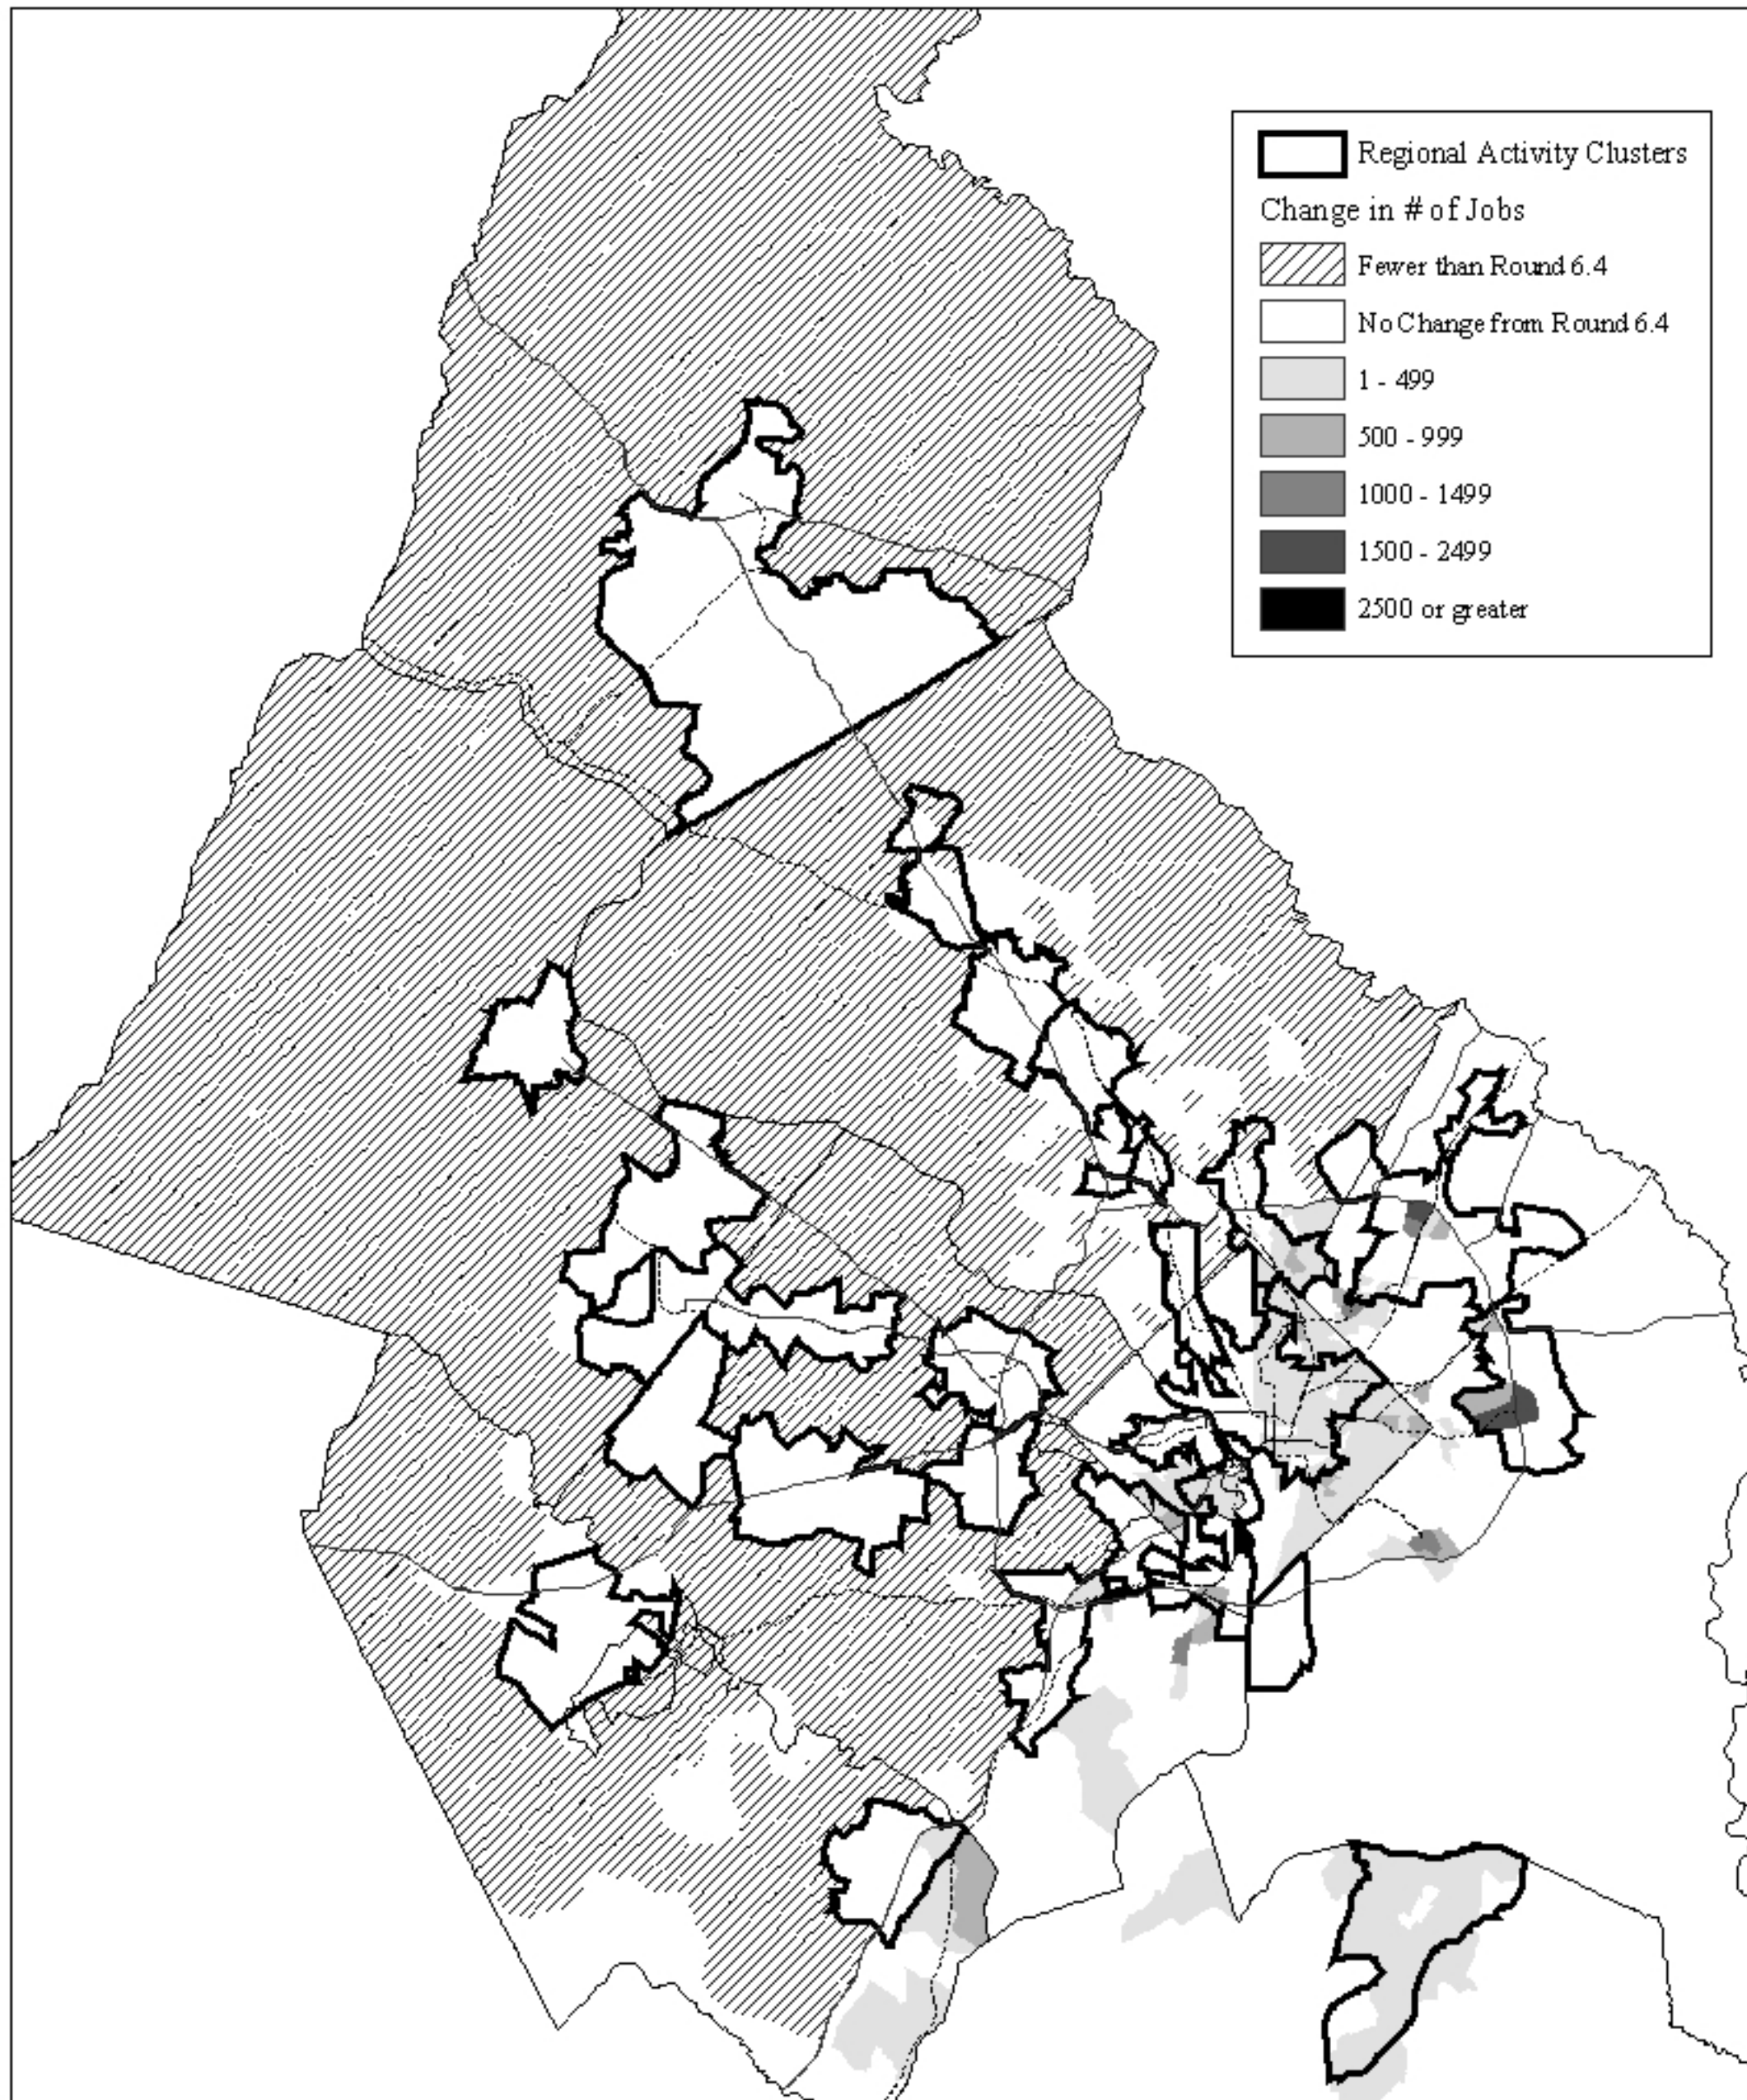 Regional Activity Clusters
Change in # of Jobs
Fewer than Round 6.4
No Change from Round 6.4
1 - 499
500 - 999
1000 - 1499
1500 - 2499
2500 or greater